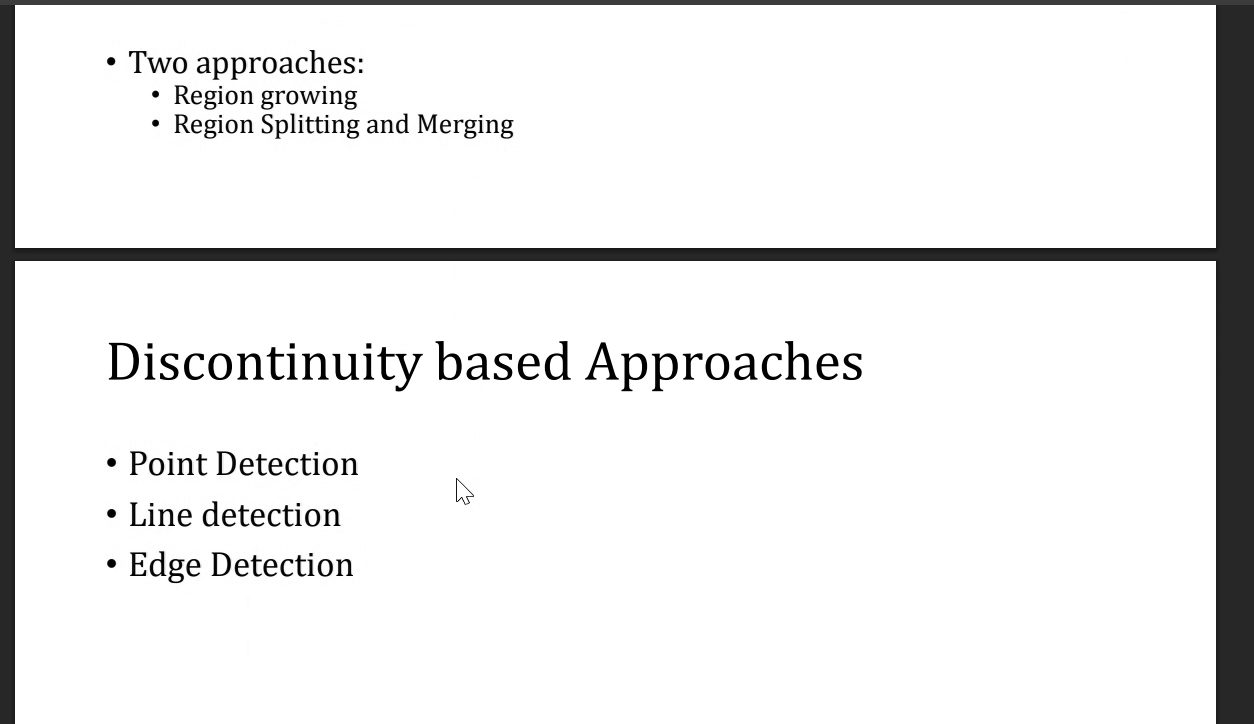 • Two approaches:
• Region growing
• Region Splitting and Merging
Discontinuity based Approaches
• Point Detection
• Line detection
• Edge Detection